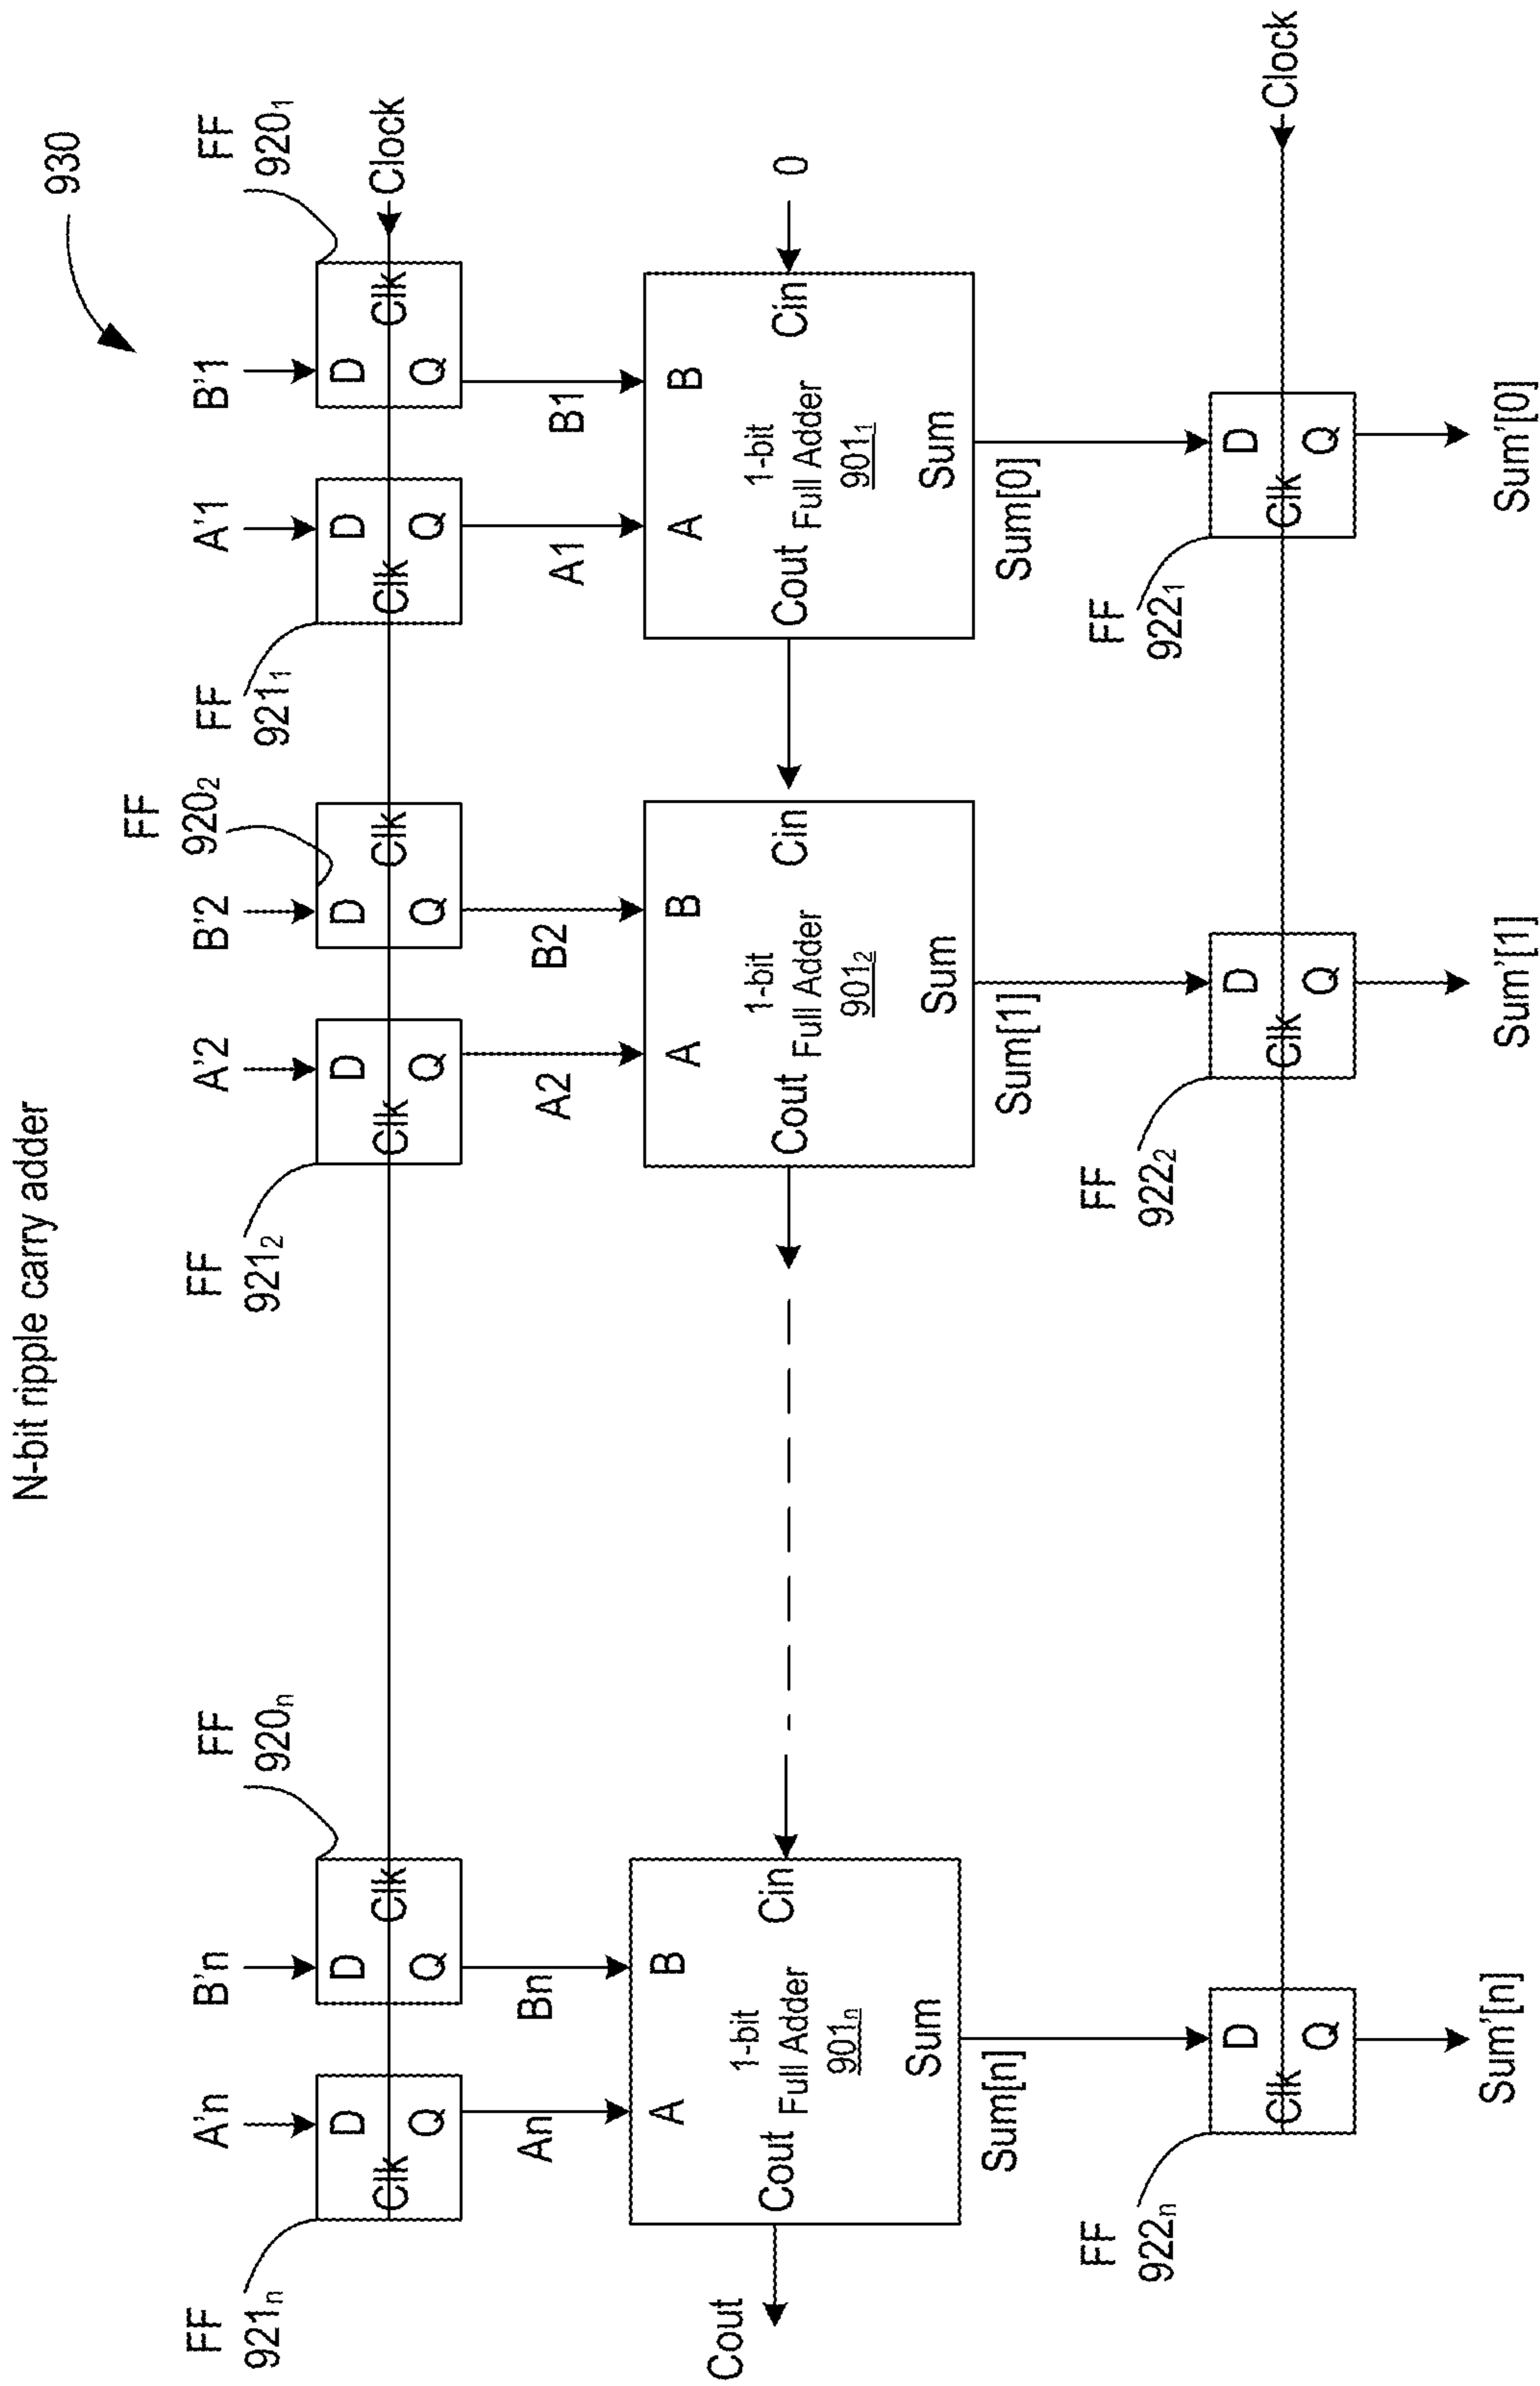 N-bit ripple carry adder
930
FF
921n
A'n
B'n
FF
920n
FF
9212
A'2
B'2
FF
9202
FF
9211
A'1
B'1
FF
9201
D
Clk
Q
D
Clk
Q
D
Clk
Q
D
Clk
Q
D
Clk
Q
D
Clk
Q
Clock
An
Bn
A2
B2
A1
B1
A
B
Cout
1-bit
Full Adder
901n
Cin
Sum
A
B
Cout
1-bit
Full Adder
9012
Cin
Sum
A
B
Cout
1-bit
Full Adder
9011
Cin
Sum
0
Cout
Sum[n]
Sum[1]
Sum[0]
FF
922n
D
Clk
Q
FF
9222
D
Clk
Q
FF
9221
D
Clk
Q
Clock
Sum'[n]
Sum'[1]
Sum'[0]